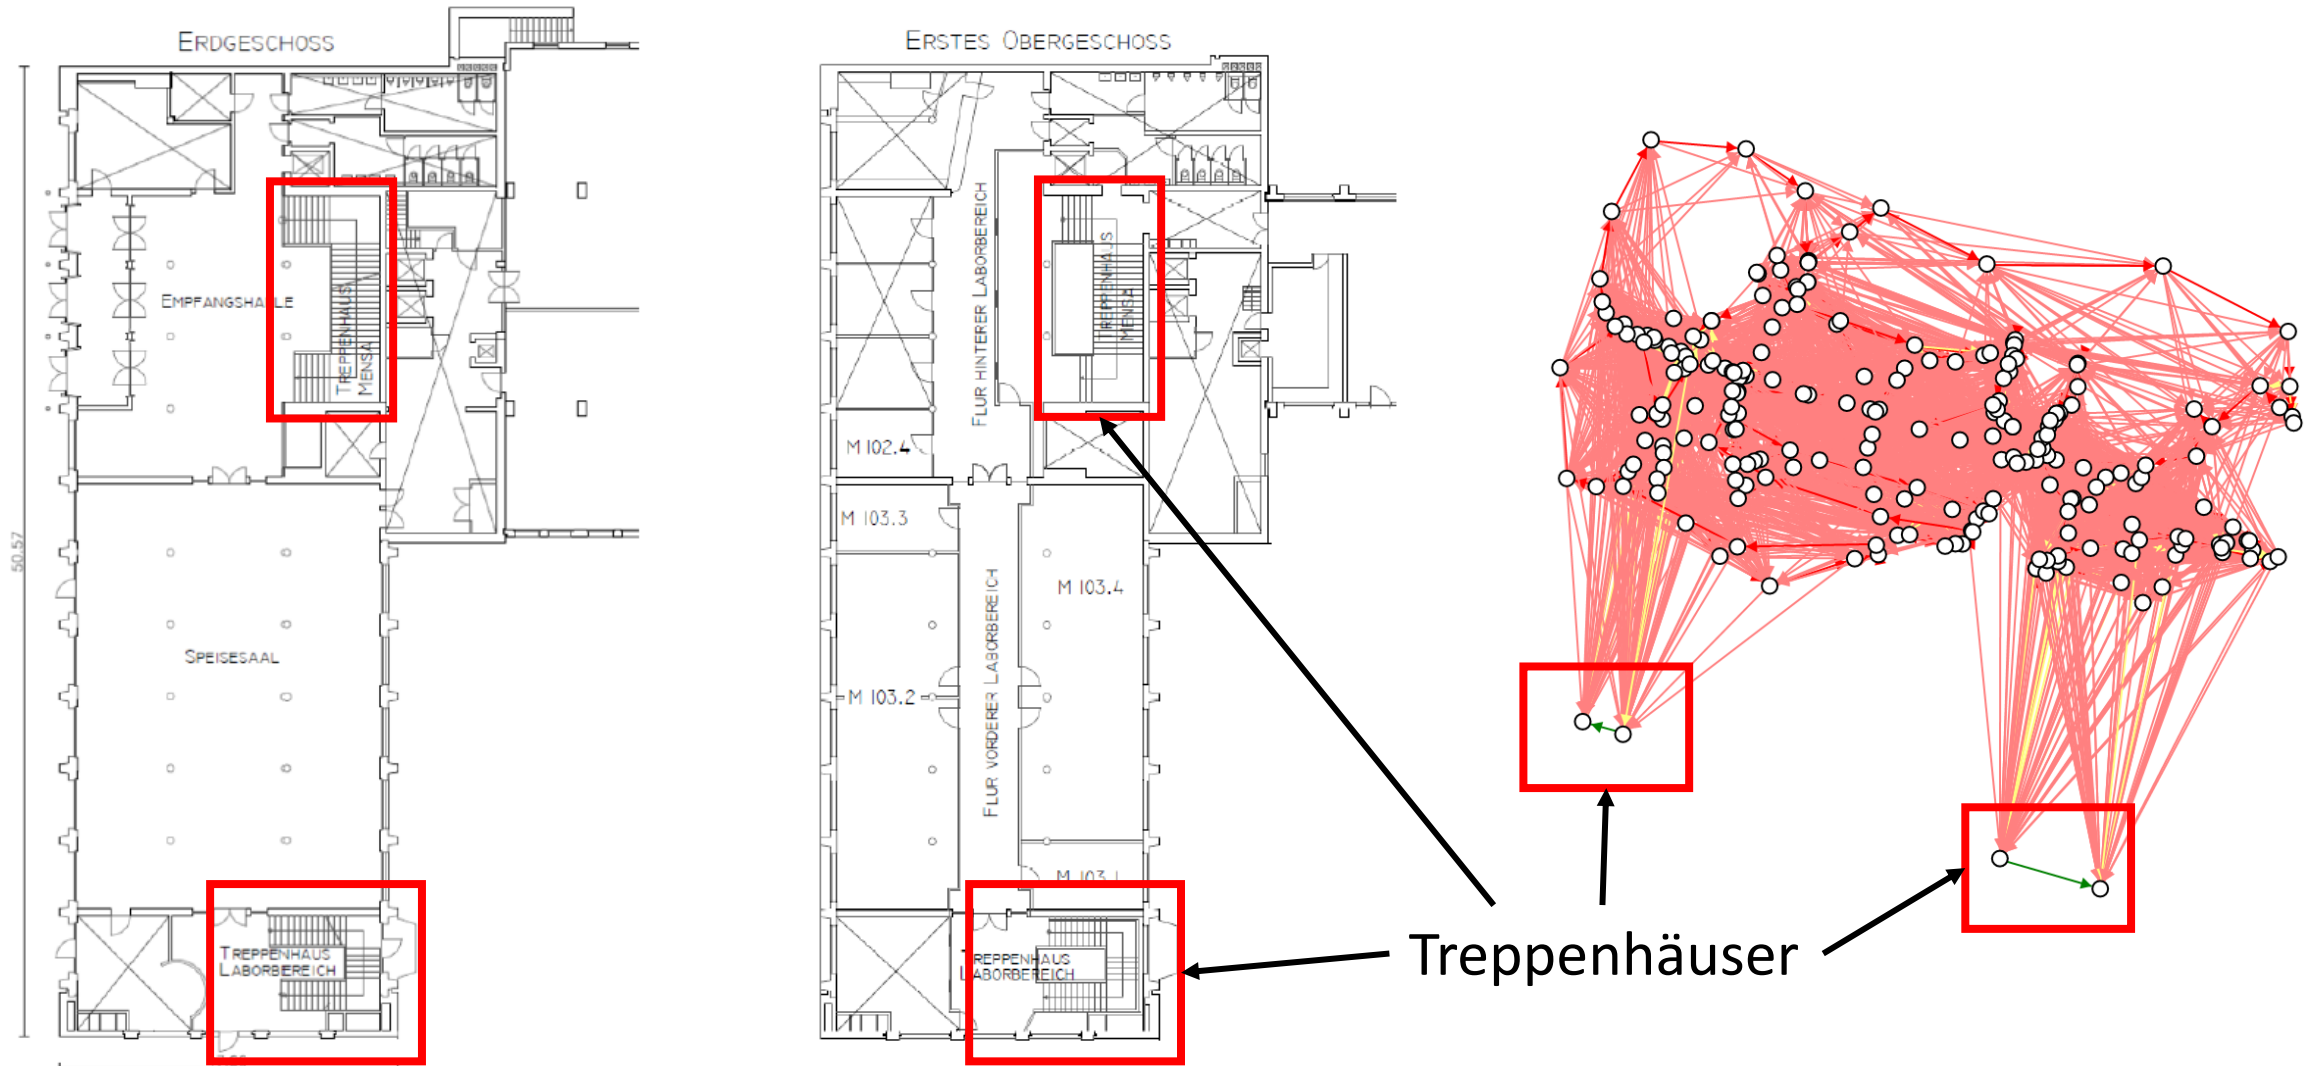 ERDGESCHOSS
ERSTES OBERGESCHOSS
50.57
EMPFANGSHALLE
TREPPENHAUS
MENSA
SPEISESAAL
TREPPENHAUS
LABORBEREICH
FLUR HINTERER LABORBEREICH
TREPPENHAUS
MENSA
M 102.4
M 103.3
M 103.4
M 103.2
FLUR VORDERER LABORBEREICH
M 103.1
TREPPENHAUS
LABORBEREICH
Treppenhäuser